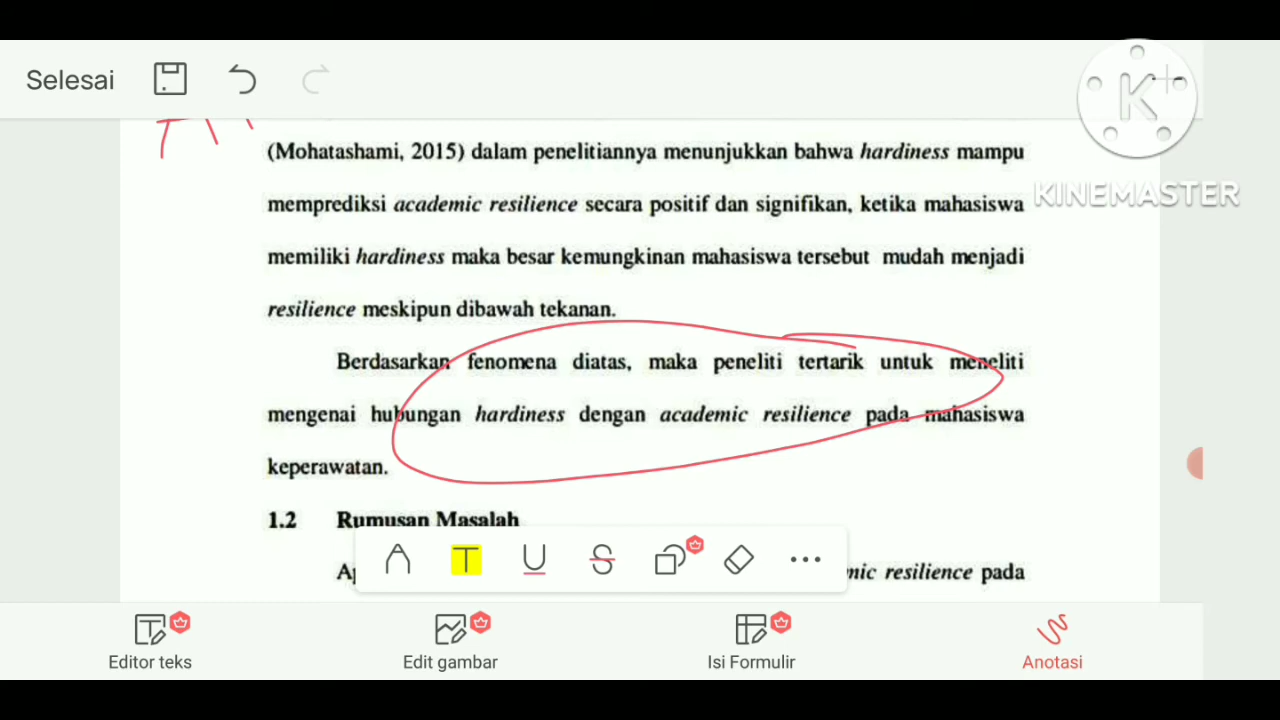 Selesai
KINEMASTER
(Mohatashami, 2015) dalam penelitiannya menunjukkan bahwa hardiness mampu
memprediksi academic resilience secara positif dan signifikan, ketika mahasiswa
memiliki hardiness maka besar kemungkinan mahasiswa tersebut mudah menjadi
resilience meskipun dibawah tekanan.
Berdasarkan fenomena diatas, maka peneliti tertarik untuk meneliti
mengenai hubungan hardiness dengan academic resilience pada mahasiswa
keperawatan.
1.2 Rumusan Masalah
resilience pada
Editor teks
Edit gambar
Isi Formulir
Anotasi